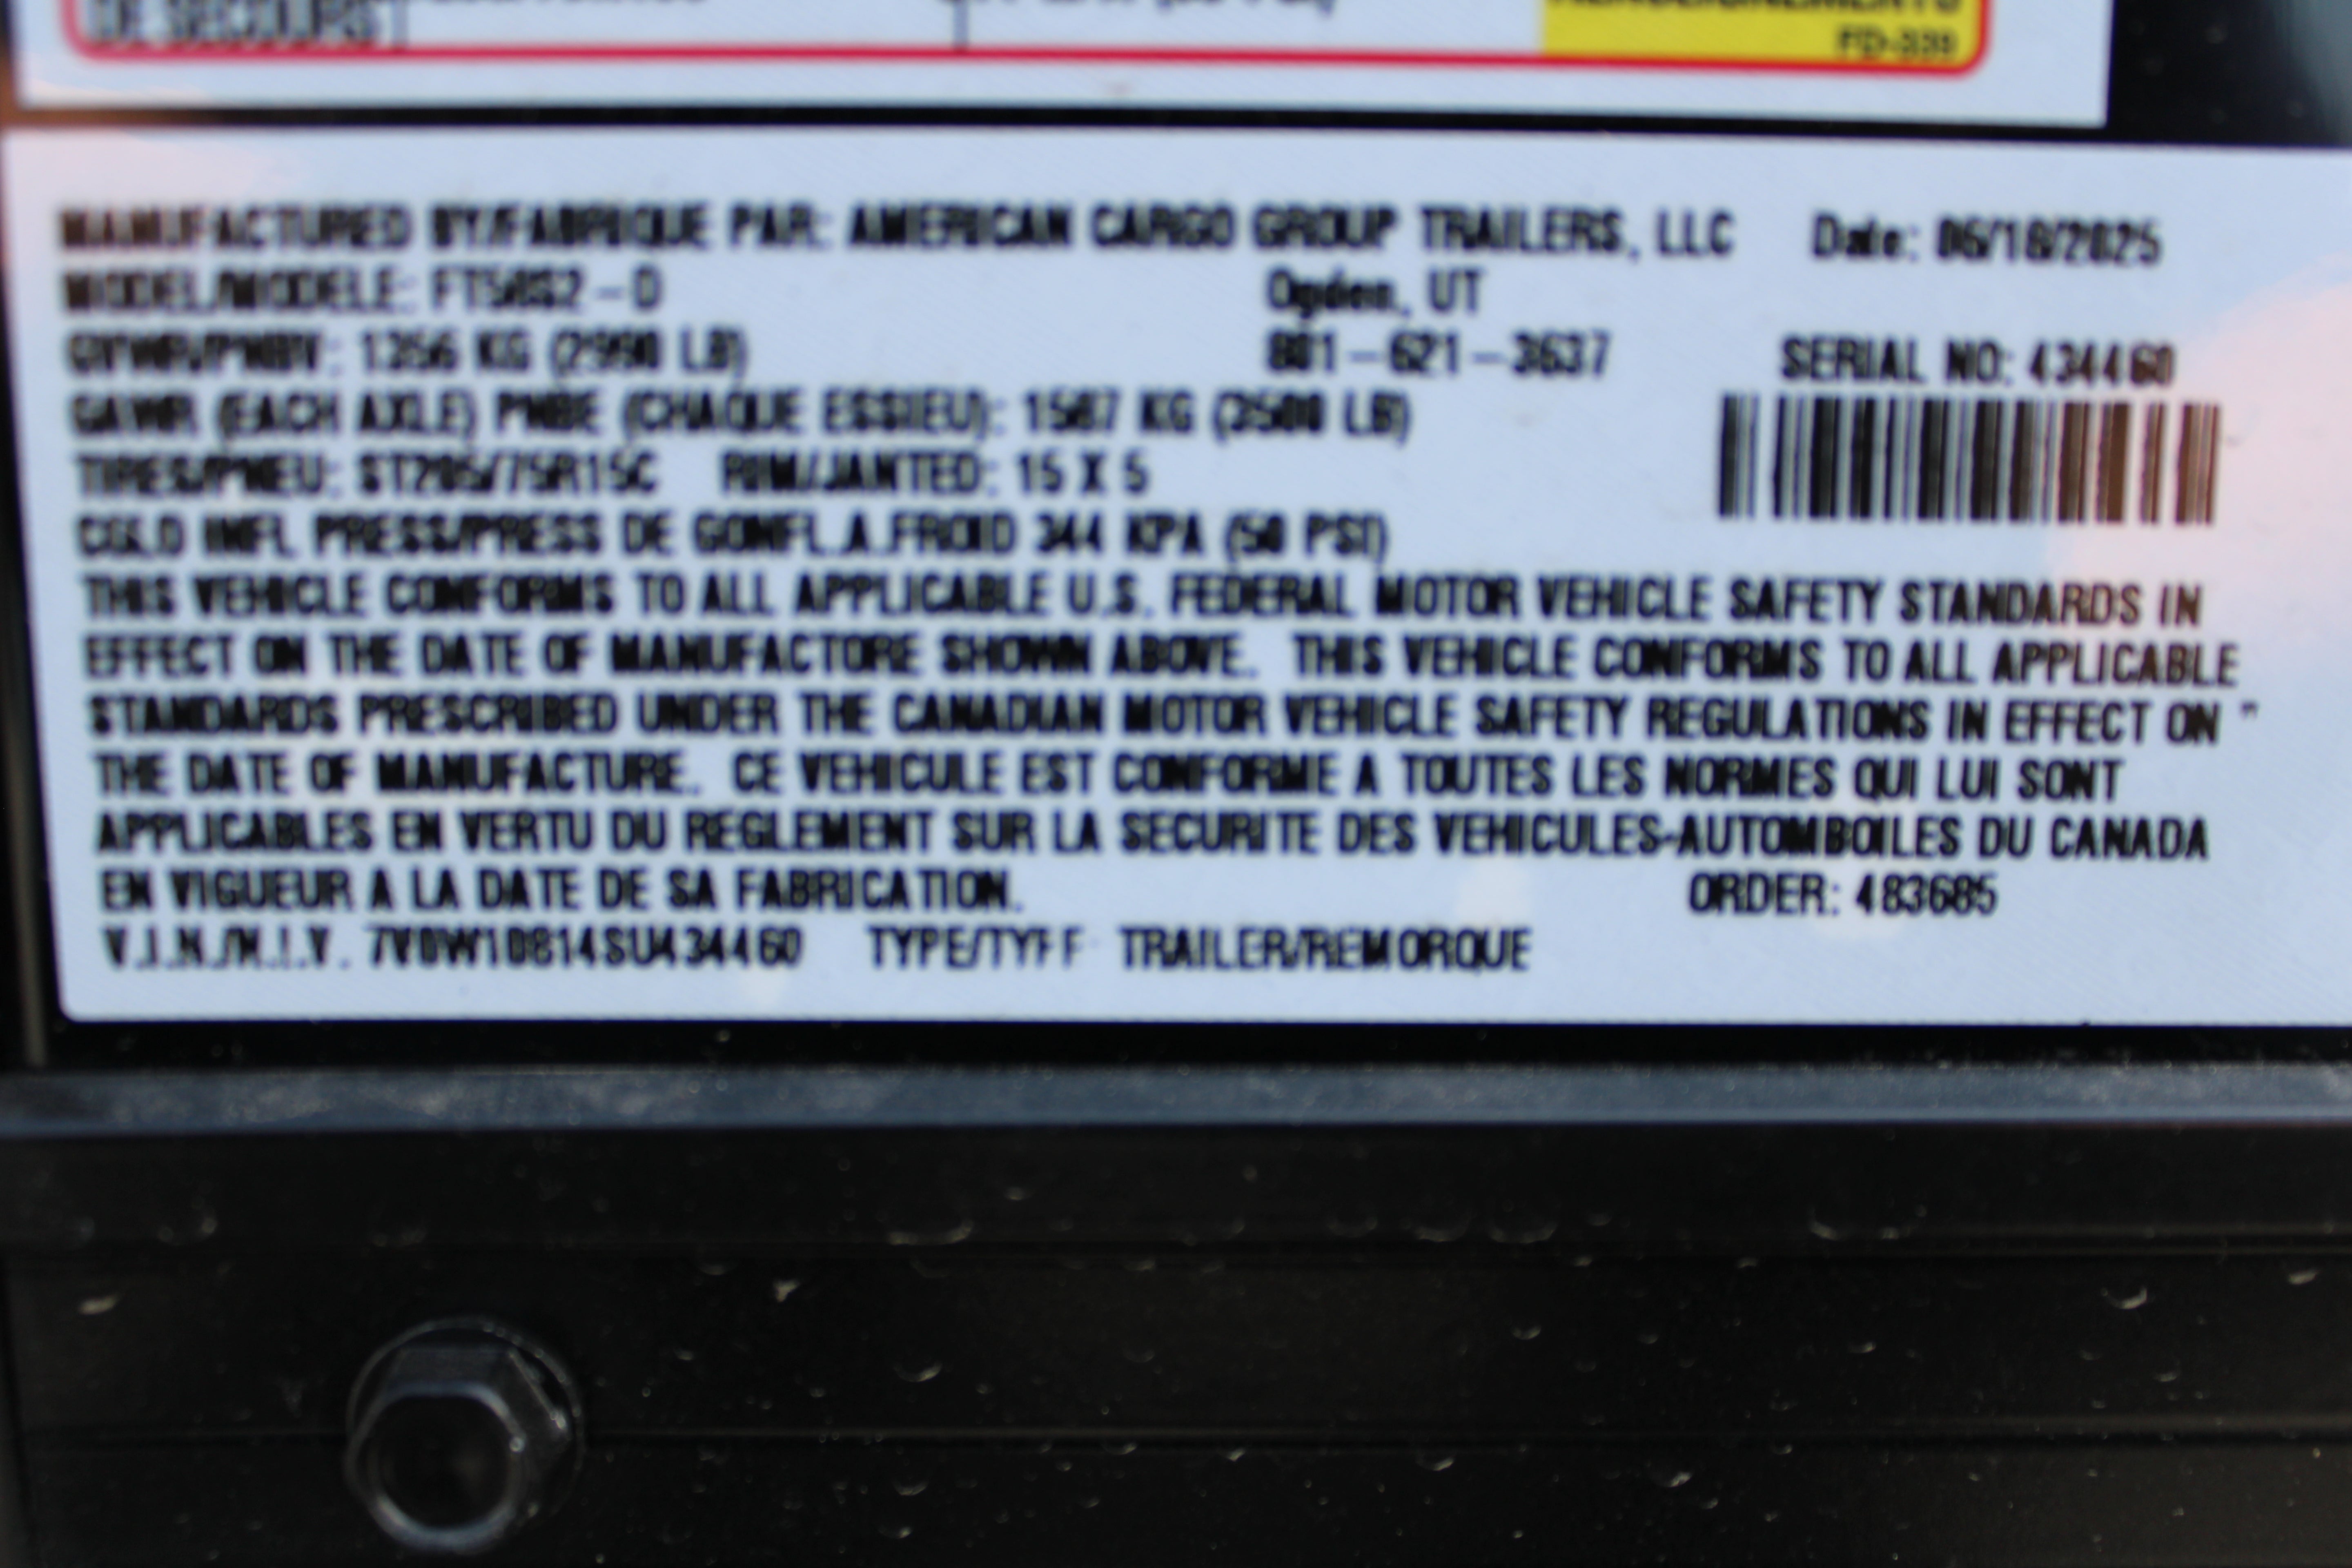 DE SECOURS
FD-339
MANUFACTURED BY/FABRIQUE PAR: AMERICAN CARGO GROUP TRAILERS, LLC Date: 06/18/2025
MODEL/MODELE: FT58S2-D Ogden, UT
GVWR/PNBV: 1356 KG (2990 LB) 801-621-3637 SERIAL NO: 434460
GAWR (EACH AXLE) PNBE (CHAQUE ESSIEU): 1587 KG (3500 LB)
TIRES/PNEU: ST205/75R15C RIM/JANTED: 15 X 5
COLD INFL PRESS/PRESS DE GONFL.A.FROID 344 KPA (50 PSI)
THIS VEHICLE CONFORMS TO ALL APPLICABLE U.S. FEDERAL MOTOR VEHICLE SAFETY STANDARDS IN
EFFECT ON THE DATE OF MANUFACTORE SHOWN ABOVE. THIS VEHICLE CONFORMS TO ALL APPLICABLE
STANDARDS PRESCRIBED UNDER THE CANADIAN MOTOR VEHICLE SAFETY REGULATIONS IN EFFECT ON "
THE DATE OF MANUFACTURE. CE VEHICULE EST CONFORME A TOUTES LES NORMES QUI LUI SONT
APPLICABLES EN VERTU DU REGLEMENT SUR LA SECURITE DES VEHICULES-AUTOMBOILES DU CANADA
EN VIGUEUR A LA DATE DE SA FABRICATION. ORDER: 483685
V.I.N./N.I.V. 7V0W10814SU434460 TYPE/TYFF TRAILER/REMORQUE